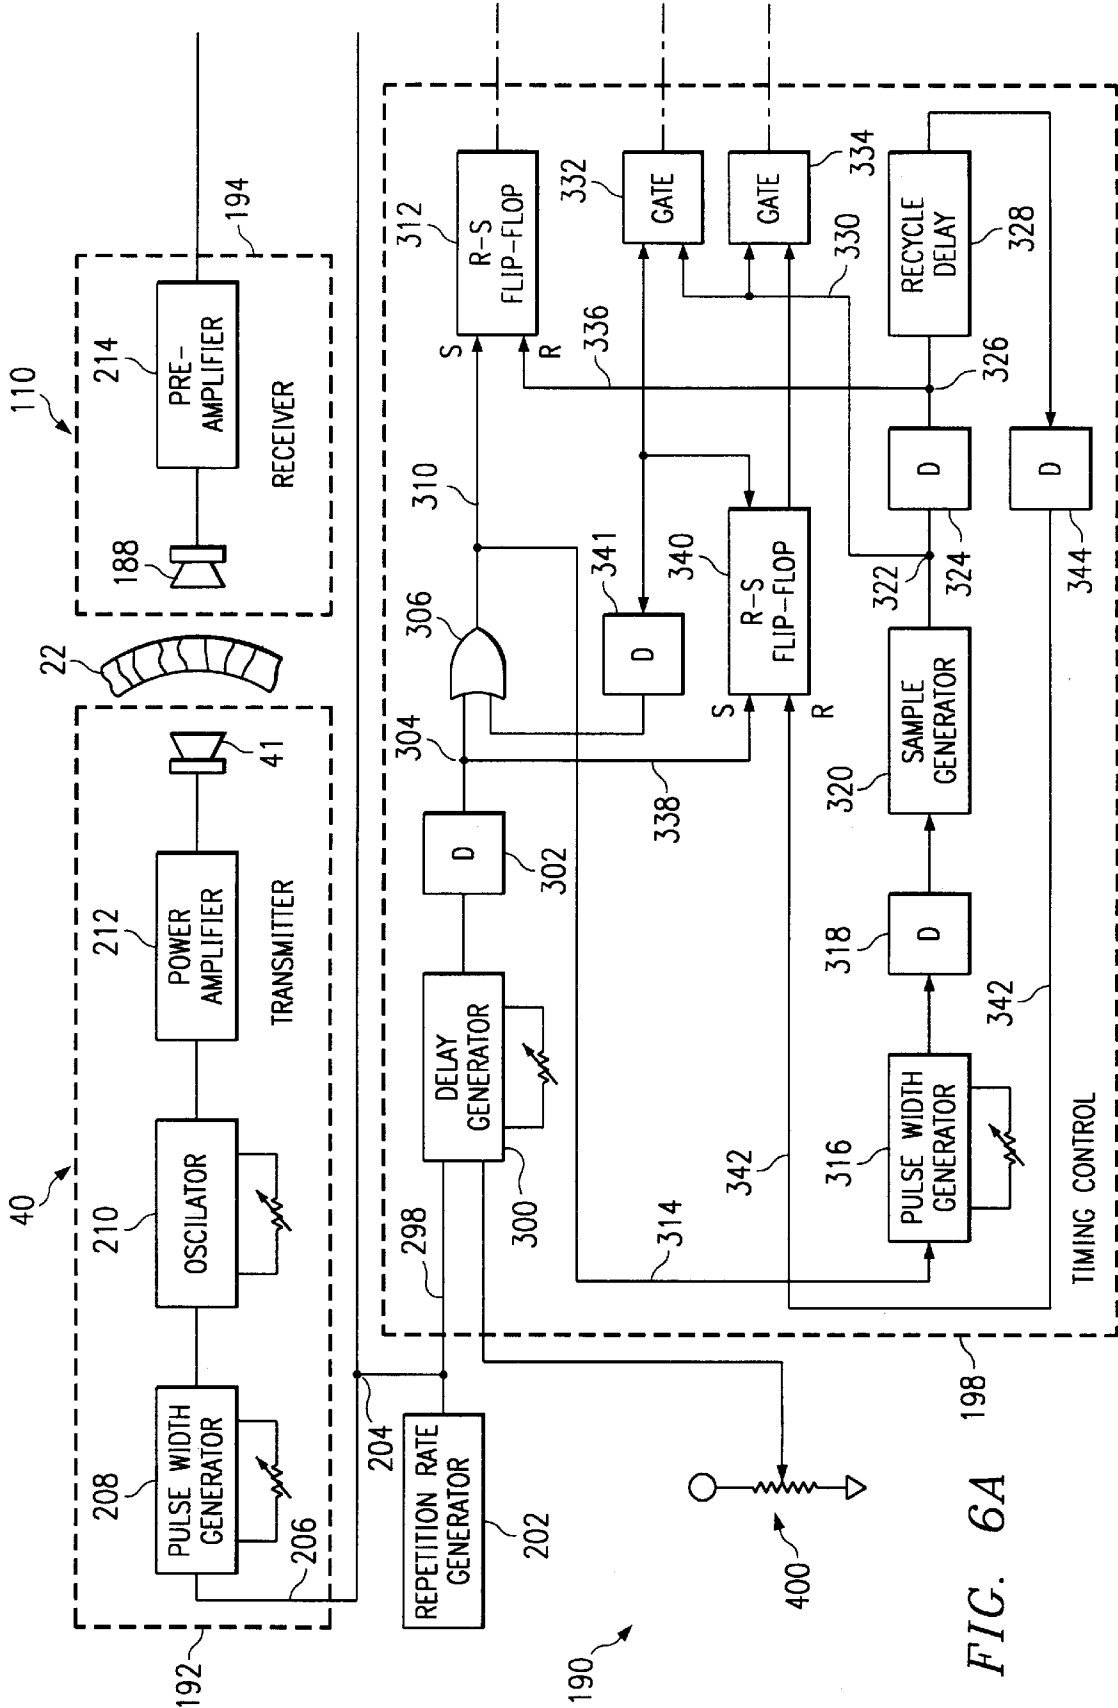 40
110
192
206
208
PULSE WIDTH
GENERATOR
210
OSCILATOR
212
POWER
AMPLIFIER
TRANSMITTER
41
22
188
214
PRE-
AMPLIFIER
RECEIVER
194
204
REPETITION RATE
GENERATOR
202
298
300
DELAY
GENERATOR
D
302
304
306
310
S
R
312
R-S
FLIP-FLOP
336
332
GATE
334
GATE
330
341
D
338
340
R-S
FLIP-FLOP
S
R
342
314
316
PULSE WIDTH
GENERATOR
318
D
320
SAMPLE
GENERATOR
322
D
324
326
RECYCLE
DELAY
328
D
344
342
TIMING CONTROL
198
400
190
FIG. 6A